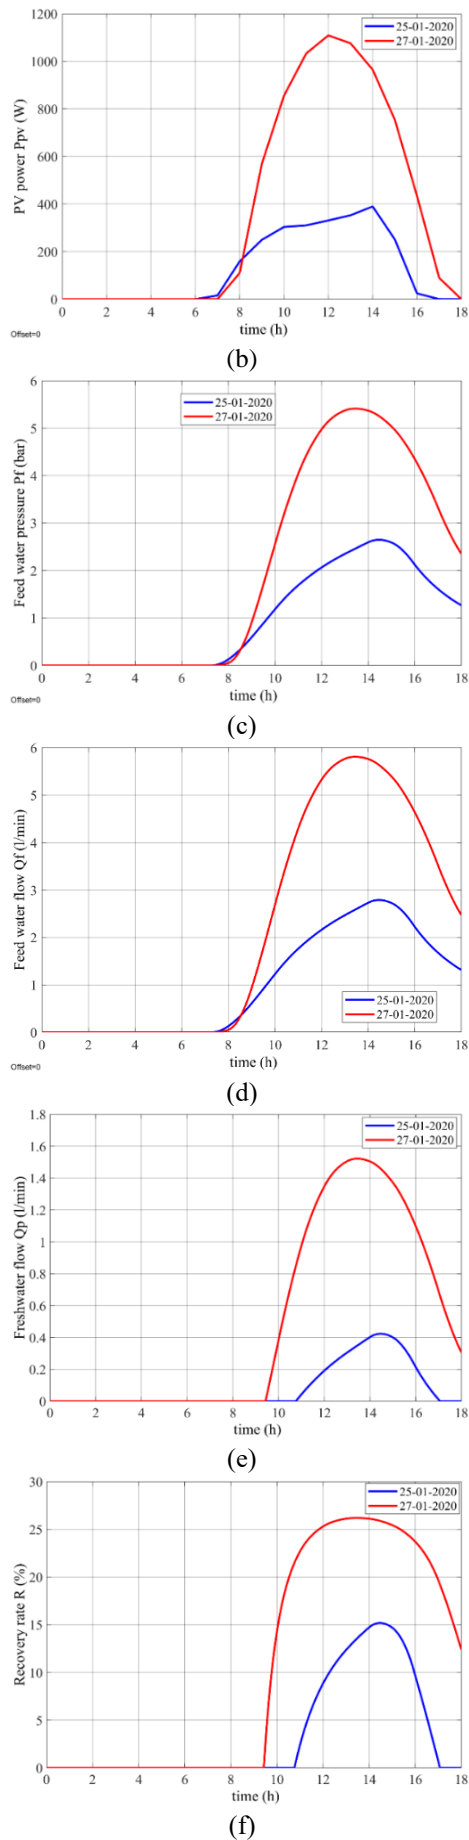 1200
1000
800
600
400
200
0
PV power Ppv (W)
25-01-2020
27-01-2020
0 2 4 6 8 10 12 14 16 18
time (h)
Offset=0
(b)
6
5
4
3
2
1
0
Feed water pressure Pf (bar)
25-01-2020
27-01-2020
0 2 4 6 8 10 12 14 16 18
time (h)
Offset=0
(c)
6
5
4
3
2
1
0
Feed water flow Qf (l/min)
25-01-2020
27-01-2020
0 2 4 6 8 10 12 14 16 18
time (h)
Offset=0
(d)
1.8
1.6
1.4
1.2
1
0.8
0.6
0.4
0.2
0
Freshwater flow Qp (l/min)
25-01-2020
27-01-2020
0 2 4 6 8 10 12 14 16 18
time (h)
(e)
30
25
20
15
10
5
0
Recovery rate R (%)
25-01-2020
27-01-2020
0 2 4 6 8 10 12 14 16 18
time (h)
(f)